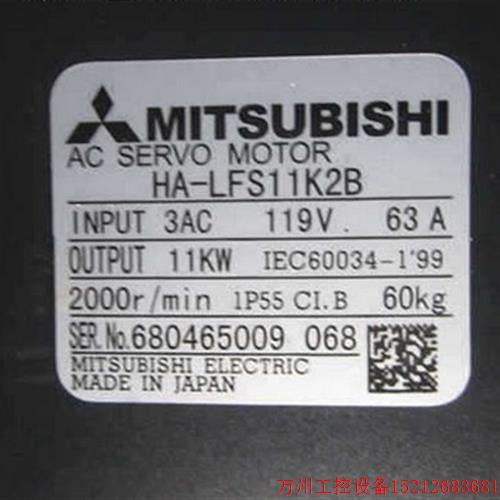 MITSUBISHI
AC SERVO MOTOR
HA-LFS11K2B
INPUT 3AC 119V. 63 A
OUTPUT 11KW IEC60034-1'99
2000r/min 1P55 CI.B 60kg
SER.No.680465009 068
MITSUBISHI ELECTRIC
MADE IN JAPAN
万州工控设备15212683681